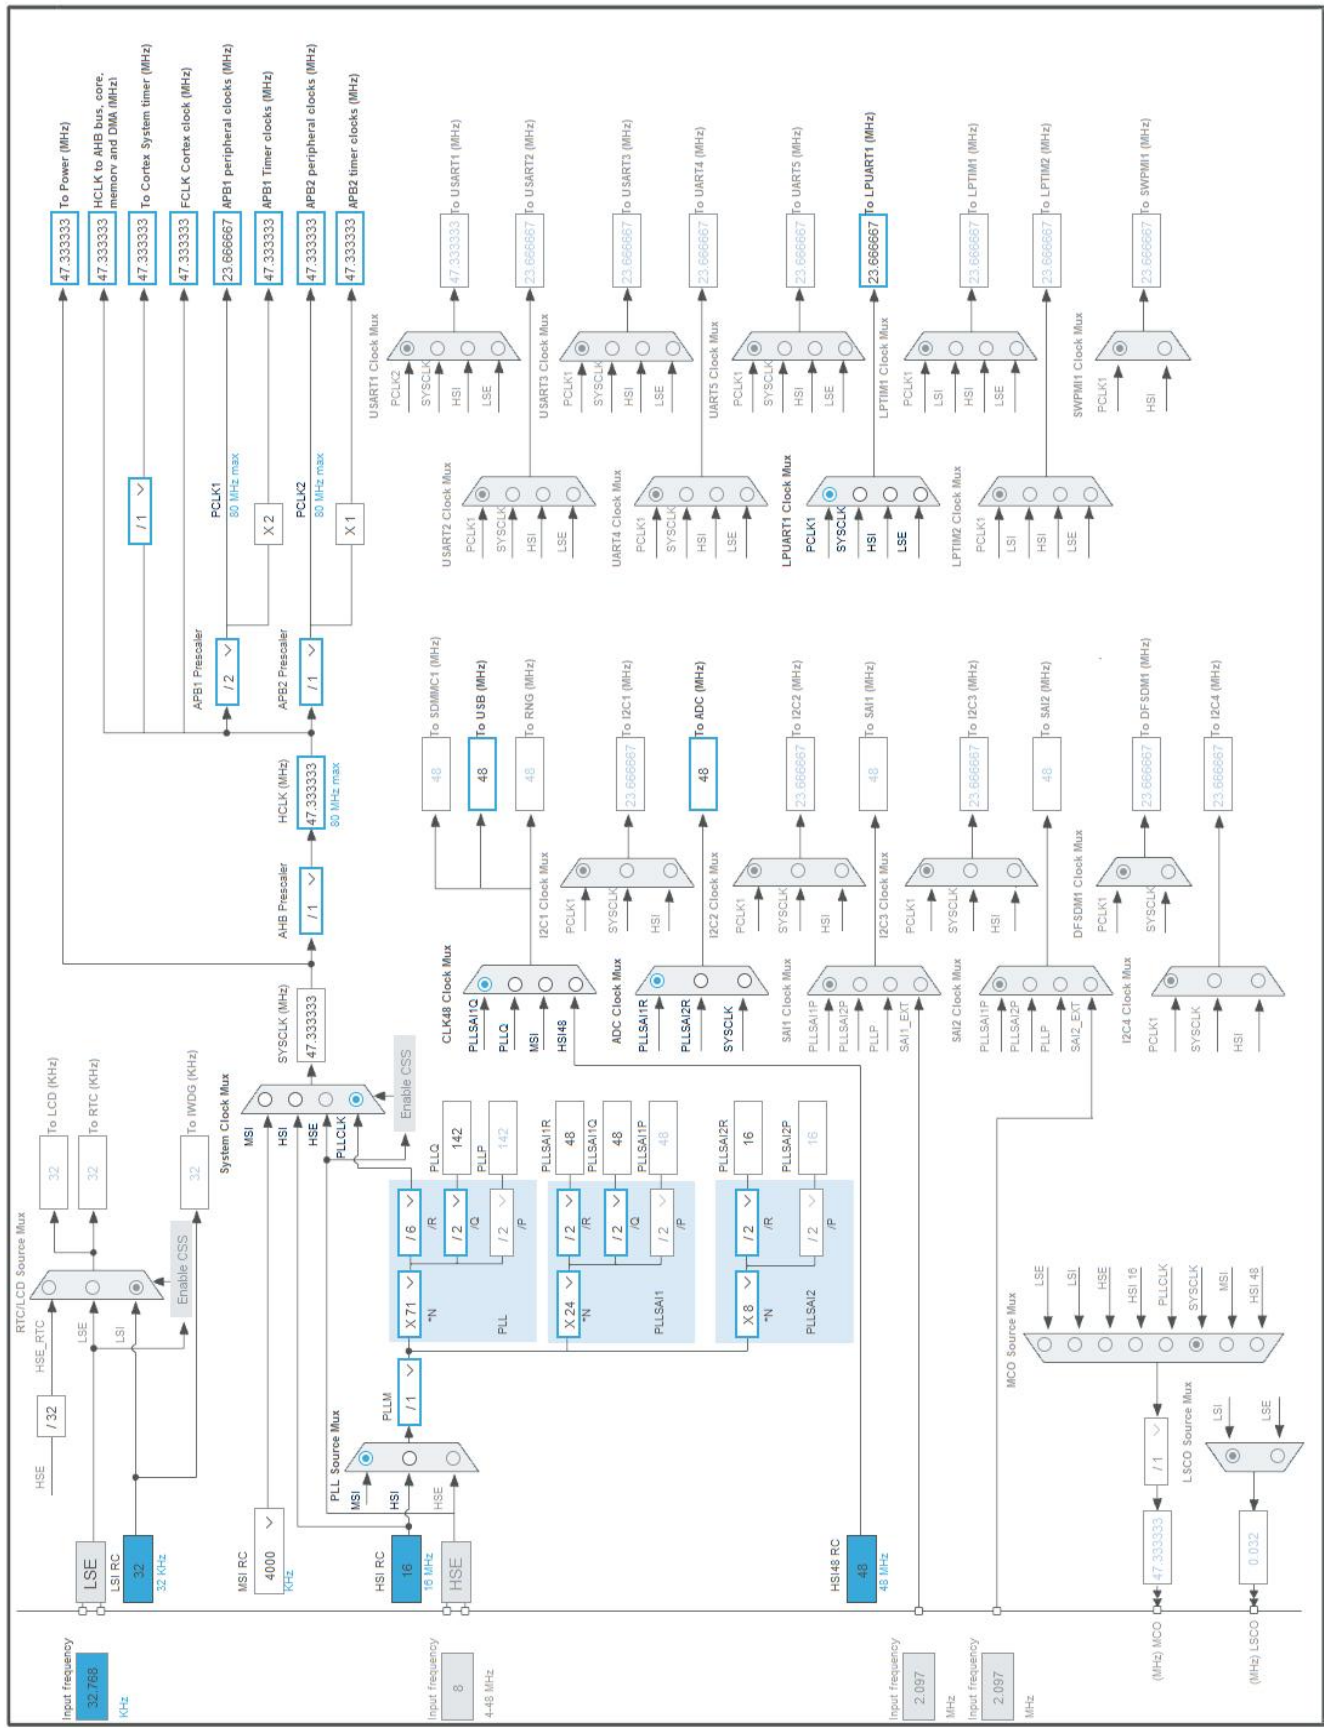 Input frequency
32.768
KHz
LSE
LSI RC
32
32 KHz
HSE
/ 32
HSE_RTC
LSE
LSI
RTC/LCD Source Mux
Enable CSS
32
To LCD (KHz)
32
To RTC (KHz)
32
To IWDG (KHz)
MSI RC
4000
KHz
HSI RC
16
16 MHz
Input frequency
8
4-48 MHz
HSE
PLL Source Mux
MSI
HSI
HSE
PLLM
/ 1
X 71
*N
PLL
/ 6
/R
/ 2
/Q
/ 2
/P
PLLQ
142
PLLP
142
X 24
*N
PLLSAI1
/ 2
/R
/ 2
/Q
/ 2
/P
PLLSAI1R
48
PLLSAI1Q
48
PLLSAI1P
48
X 8
*N
PLLSAI2
/ 2
/R
/ 2
/P
PLLSAI2R
16
PLLSAI2P
16
System Clock Mux
MSI
HSI
HSE
PLLCLK
Enable CSS
SYSCLK (MHz)
47.333333
AHB Prescaler
/ 1
HCLK (MHz)
47.333333
80 MHz max
APB1 Prescaler
/ 2
APB2 Prescaler
/ 1
/ 1
PCLK1
80 MHz max
X 2
PCLK2
80 MHz max
X 1
47.333333
To Power (MHz)
47.333333
HCLK to AHB bus, core,
memory and DMA (MHz)
47.333333
To Cortex System timer (MHz)
47.333333
FCLK Cortex clock (MHz)
23.666667
APB1 peripheral clocks (MHz)
47.333333
APB1 Timer clocks (MHz)
47.333333
APB2 peripheral clocks (MHz)
47.333333
APB2 timer clocks (MHz)
HSI48 RC
48
48 MHz
CLK48 Clock Mux
PLLSAI1Q
PLLQ
MSI
HSI48
48
To SDMMC1 (MHz)
48
To USB (MHz)
48
To RNG (MHz)
I2C1 Clock Mux
PCLK1
SYSCLK
HSI
23.666667
To I2C1 (MHz)
ADC Clock Mux
PLLSAI1R
PLLSAI2R
SYSCLK
48
To ADC (MHz)
I2C2 Clock Mux
PCLK1
SYSCLK
HSI
23.666667
To I2C2 (MHz)
SAI1 Clock Mux
PLLSAI1P
PLLSAI2P
PLLP
SAI1_EXT
48
To SAI1 (MHz)
I2C3 Clock Mux
PCLK1
SYSCLK
HSI
23.666667
To I2C3 (MHz)
SAI2 Clock Mux
PLLSAI1P
PLLSAI2P
PLLP
SAI2_EXT
48
To SAI2 (MHz)
DFSDM1 Clock Mux
PCLK1
SYSCLK
23.666667
To DFSDM1 (MHz)
I2C4 Clock Mux
PCLK1
SYSCLK
HSI
23.666667
To I2C4 (MHz)
USART1 Clock Mux
PCLK2
SYSCLK
HSI
LSE
47.333333
To USART1 (MHz)
USART2 Clock Mux
PCLK1
SYSCLK
HSI
LSE
23.666667
To USART2 (MHz)
USART3 Clock Mux
PCLK1
SYSCLK
HSI
LSE
23.666667
To USART3 (MHz)
UART4 Clock Mux
PCLK1
SYSCLK
HSI
LSE
23.666667
To UART4 (MHz)
UART5 Clock Mux
PCLK1
SYSCLK
HSI
LSE
23.666667
To UART5 (MHz)
LPUART1 Clock Mux
PCLK1
SYSCLK
HSI
LSE
23.666667
To LPUART1 (MHz)
LPTIM1 Clock Mux
PCLK1
LSI
HSI
LSE
23.666667
To LPTIM1 (MHz)
LPTIM2 Clock Mux
PCLK1
LSI
HSI
LSE
23.666667
To LPTIM2 (MHz)
SWPMI1 Clock Mux
PCLK1
HSI
23.666667
To SWPMI1 (MHz)
Input frequency
2.097
MHz
Input frequency
2.097
MHz
MCO Source Mux
LSE
LSI
HSE
HSI 16
PLLCLK
SYSCLK
MSI
HSI 48
/ 1
47.333333
(MHz) MCO
LSCO Source Mux
LSI
LSE
0.032
(MHz) LSCO